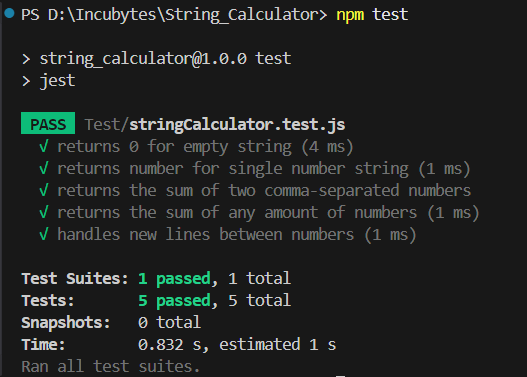 PS D:\Incubytes\String_Calculator> npm test
> string_calculator@1.0.0 test
> jest
PASS Test/stringCalculator.test.js
√ returns 0 for empty string (4 ms)
√ returns number for single number string (1 ms)
√ returns the sum of two comma-separated numbers
√ returns the sum of any amount of numbers (1 ms)
√ handles new lines between numbers (1 ms)
Test Suites: 1 passed, 1 total
Tests: 5 passed, 5 total
Snapshots: 0 total
Time: 0.832 s, estimated 1 s
Ran all test suites.